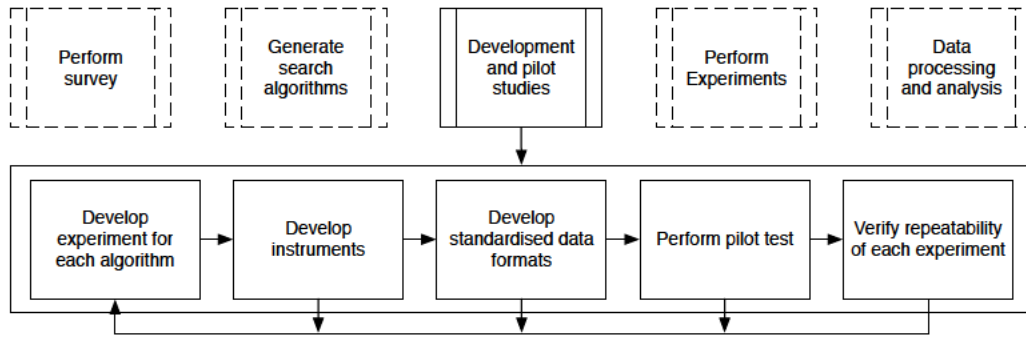 Perform
survey
Generate
search
algorithms
Development
and pilot
studies
Perform
Experiments
Data
processing
and analysis
Develop
experiment for
each algorithm
Develop
instruments
Develop
standardised data
formats
Perform pilot test
Verify repeatability
of each experiment